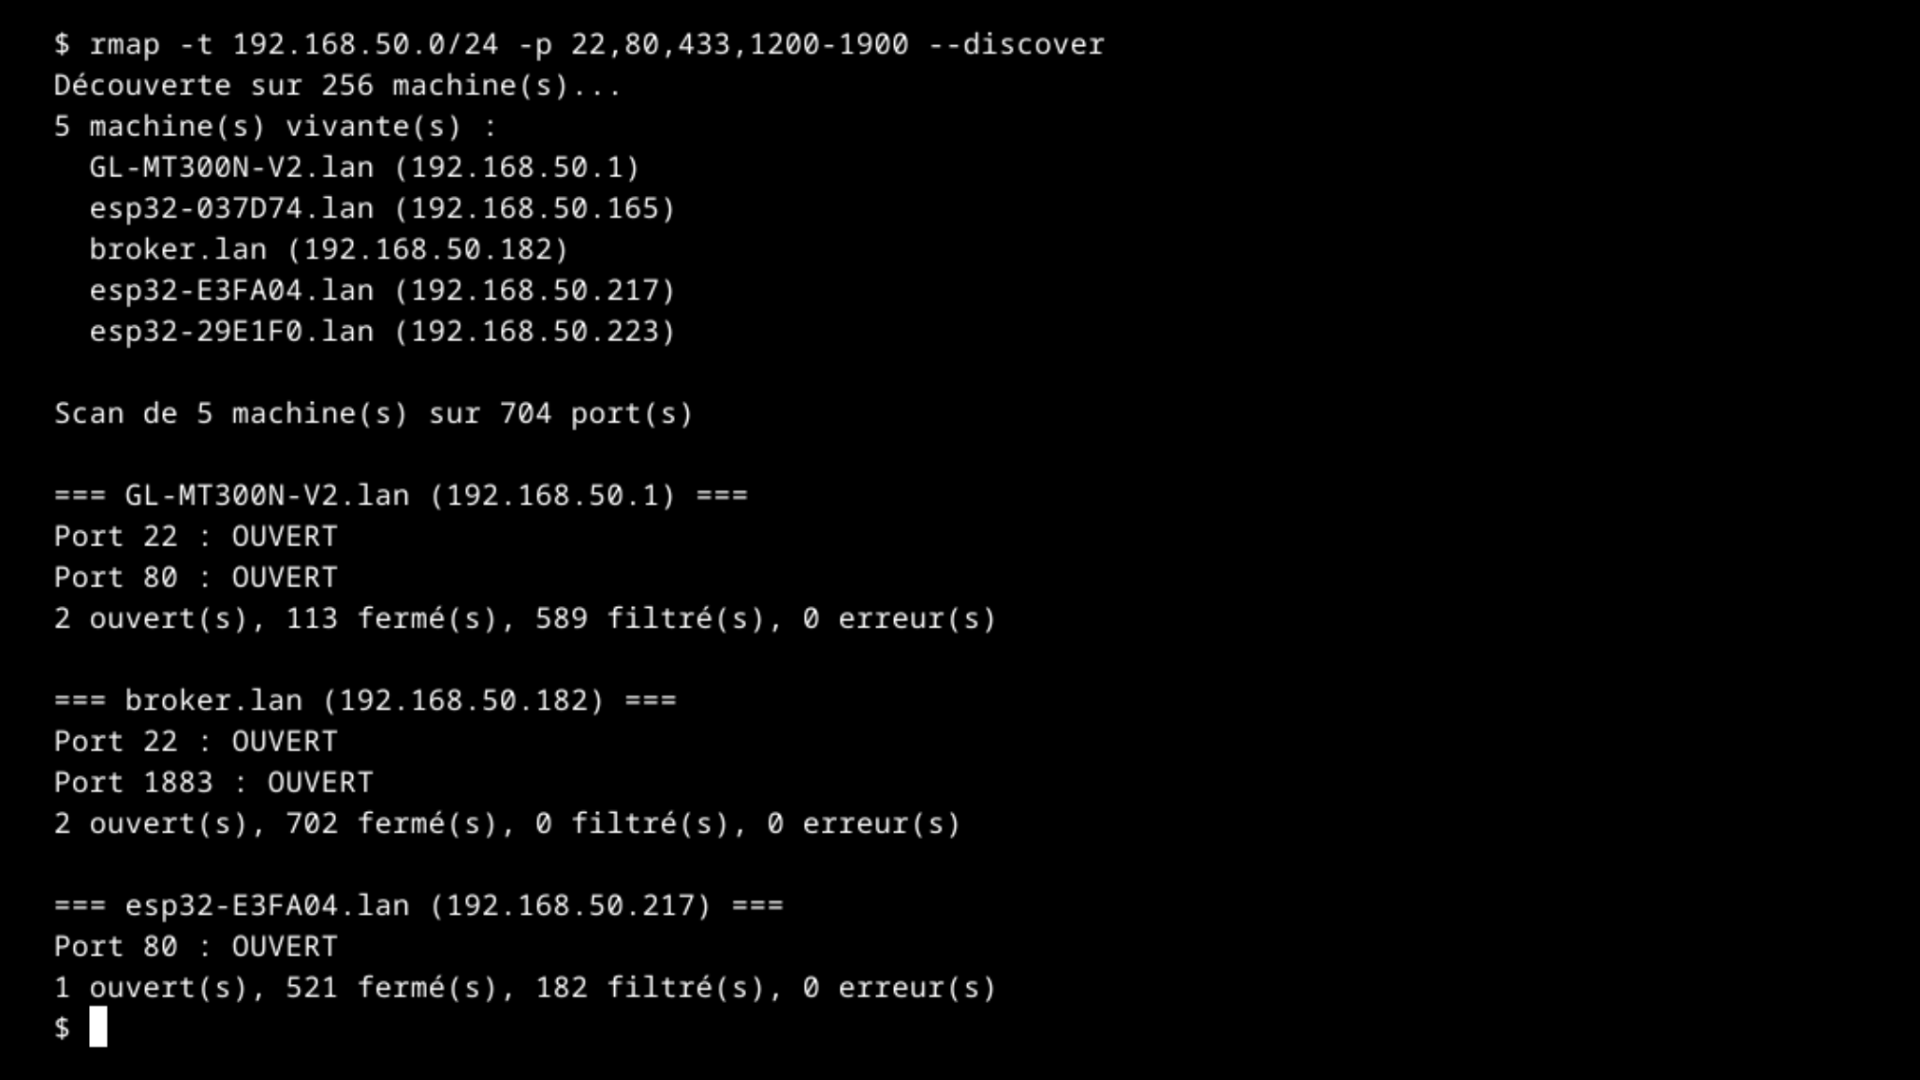 $ rmap -t 192.168.50.0/24 -p 22,80,433,1200-1900 --discover
Découverte sur 256 machine(s)...
5 machine(s) vivante(s) :
  GL-MT300N-V2.lan (192.168.50.1)
  esp32-037D74.lan (192.168.50.165)
  broker.lan (192.168.50.182)
  esp32-E3FA04.lan (192.168.50.217)
  esp32-29E1F0.lan (192.168.50.223)

Scan de 5 machine(s) sur 704 port(s)

=== GL-MT300N-V2.lan (192.168.50.1) ===
Port 22 : OUVERT
Port 80 : OUVERT
2 ouvert(s), 113 fermé(s), 589 filtré(s), 0 erreur(s)

=== broker.lan (192.168.50.182) ===
Port 22 : OUVERT
Port 1883 : OUVERT
2 ouvert(s), 702 fermé(s), 0 filtré(s), 0 erreur(s)

=== esp32-E3FA04.lan (192.168.50.217) ===
Port 80 : OUVERT
1 ouvert(s), 521 fermé(s), 182 filtré(s), 0 erreur(s)
$